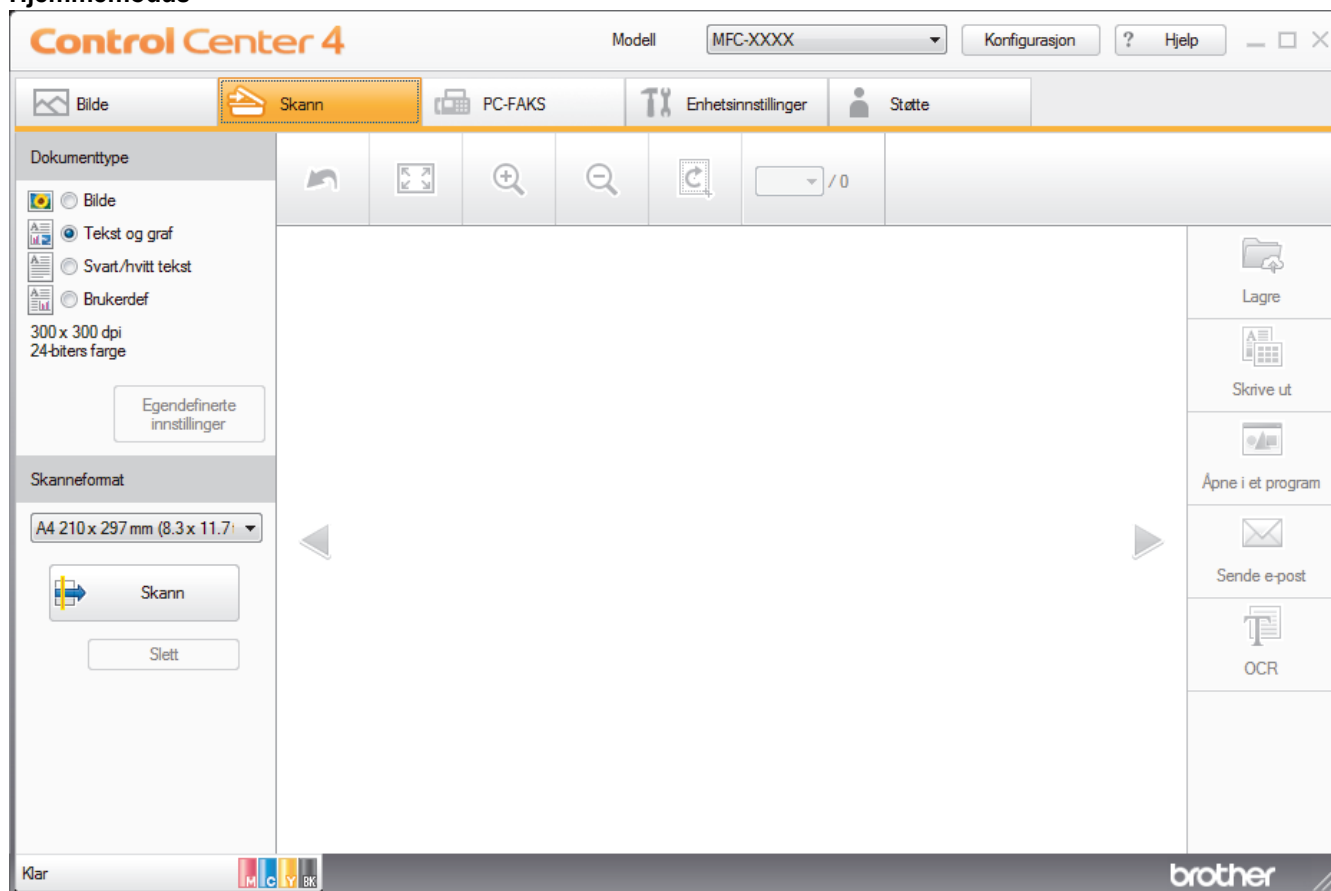 Hjemmemodus
Control Center 4
Modell
MFC-XXXX
Konfigurasjon
? Hjelp
Bilde
Skann
PC-FAKS
Enhetsinnstillinger
Støtte
Dokumenttype
/ 0
Bilde
Tekst og graf
Svart/hvitt tekst
Brukerdef
300 x 300 dpi
24-biters farge
Egendefinerte
innstillinger
Skanneformat
A4 210 x 297 mm (8.3 x 11.7
Skann
Slett
Lagre
Skrive ut
Åpne i et program
Sende e-post
OCR
Klar
M C Y BK
brother